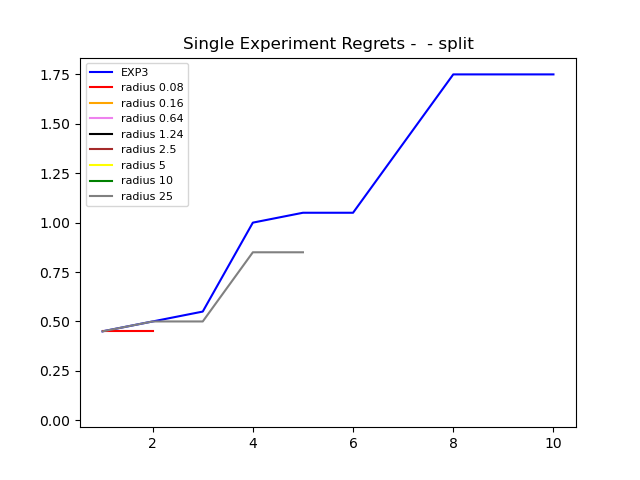 Single Experiment Regrets -  - split
EXP3
radius 0.08
radius 0.16
radius 0.64
radius 1.24
radius 2.5
radius 5
radius 10
radius 25
1.75
1.50
1.25
1.00
0.75
0.50
0.25
0.00
2 4 6 8 10